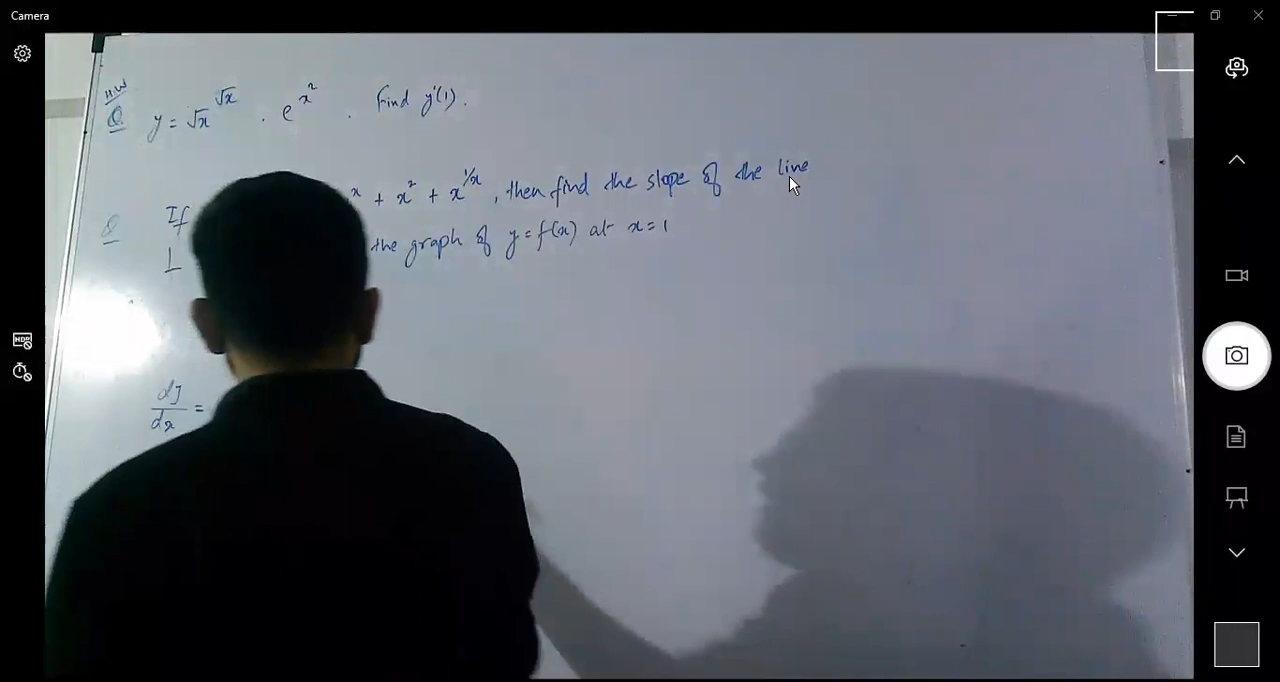 Camera
H.W
Q y = √x^√x . e^x² . Find y'(1).
Q If x + x² + x^1/x , then find the slope of the line
the graph of y = f(x) at x = 1
dy/dx =